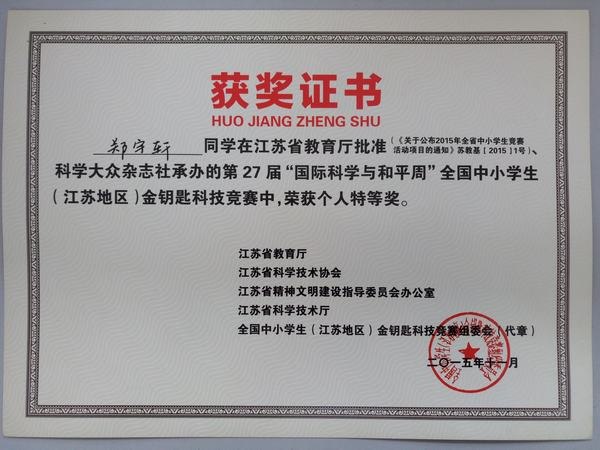 获奖证书
HUO JIANG ZHENG SHU
郑宇轩 同学在江苏省教育厅批准(《关于公布2015年全省中小学生竞赛活动项目的通知》苏教基[2015]1号)、
科学大众杂志社承办的第27届“国际科学与和平周”全国中小学生
(江苏地区)金钥匙科技竞赛中,荣获个人特等奖。
江苏省教育厅
江苏省科学技术协会
江苏省精神文明建设指导委员会办公室
江苏省科学技术厅
全国中小学生(江苏地区)金钥匙科技竞赛组委会(代章)
二〇一五年十一月